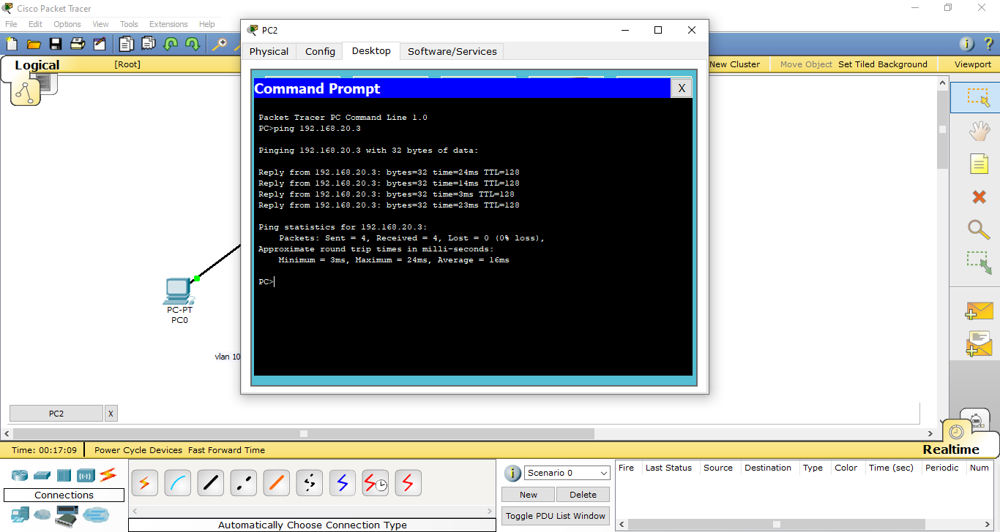 Cisco Packet Tracer
File Edit Options View Tools Extensions Help
Logical [Root] New Cluster Move Object Set Tiled Background Viewport
PC2
Physical Config Desktop Software/Services
Command Prompt X
Packet Tracer PC Command Line 1.0
PC>ping 192.168.20.3
Pinging 192.168.20.3 with 32 bytes of data:
Reply from 192.168.20.3: bytes=32 time=24ms TTL=128
Reply from 192.168.20.3: bytes=32 time=14ms TTL=128
Reply from 192.168.20.3: bytes=32 time=3ms TTL=128
Reply from 192.168.20.3: bytes=32 time=23ms TTL=128
Ping statistics for 192.168.20.3:
Packets: Sent = 4, Received = 4, Lost = 0 (0% loss),
Approximate round trip times in milli-seconds:
Minimum = 3ms, Maximum = 24ms, Average = 16ms
PC>
PC-PT
PC0
vlan 10
PC2 X
Time: 00:17:09 Power Cycle Devices Fast Forward Time Realtime
Connections
Automatically Choose Connection Type
Scenario 0
New Delete
Toggle PDU List Window
Fire Last Status Source Destination Type Color Time (sec) Periodic Num